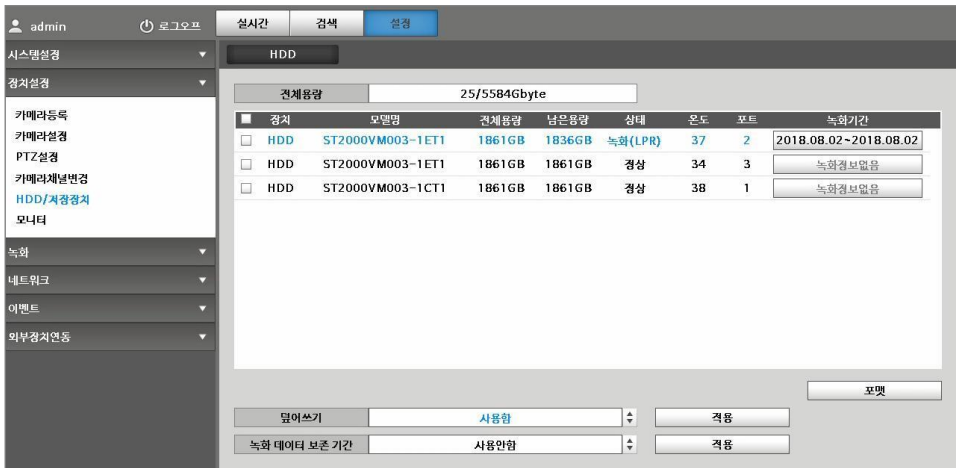 admin 로그오프 실시간 검색 설정
시스템설정
HDD
장치설정
카메라등록
카메라설정
PTZ설정
카메라채널변경
HDD/저장장치
모니터
녹화
네트워크
이벤트
외부장치연동
전체용량 25/5584Gbyte
장치 모델명 전체용량 남은용량 상태 온도 포트 녹화기간
HDD ST2000VM003-1ET1 1861GB 1836GB 녹화(LPR) 37 2 2018.08.02~2018.08.02
HDD ST2000VM003-1ET1 1861GB 1861GB 정상 34 3 녹화정보없음
HDD ST2000VM003-1CT1 1861GB 1861GB 정상 38 1 녹화정보없음
포맷
덮어쓰기 사용함 적용
녹화 데이터 보존 기간 사용안함 적용